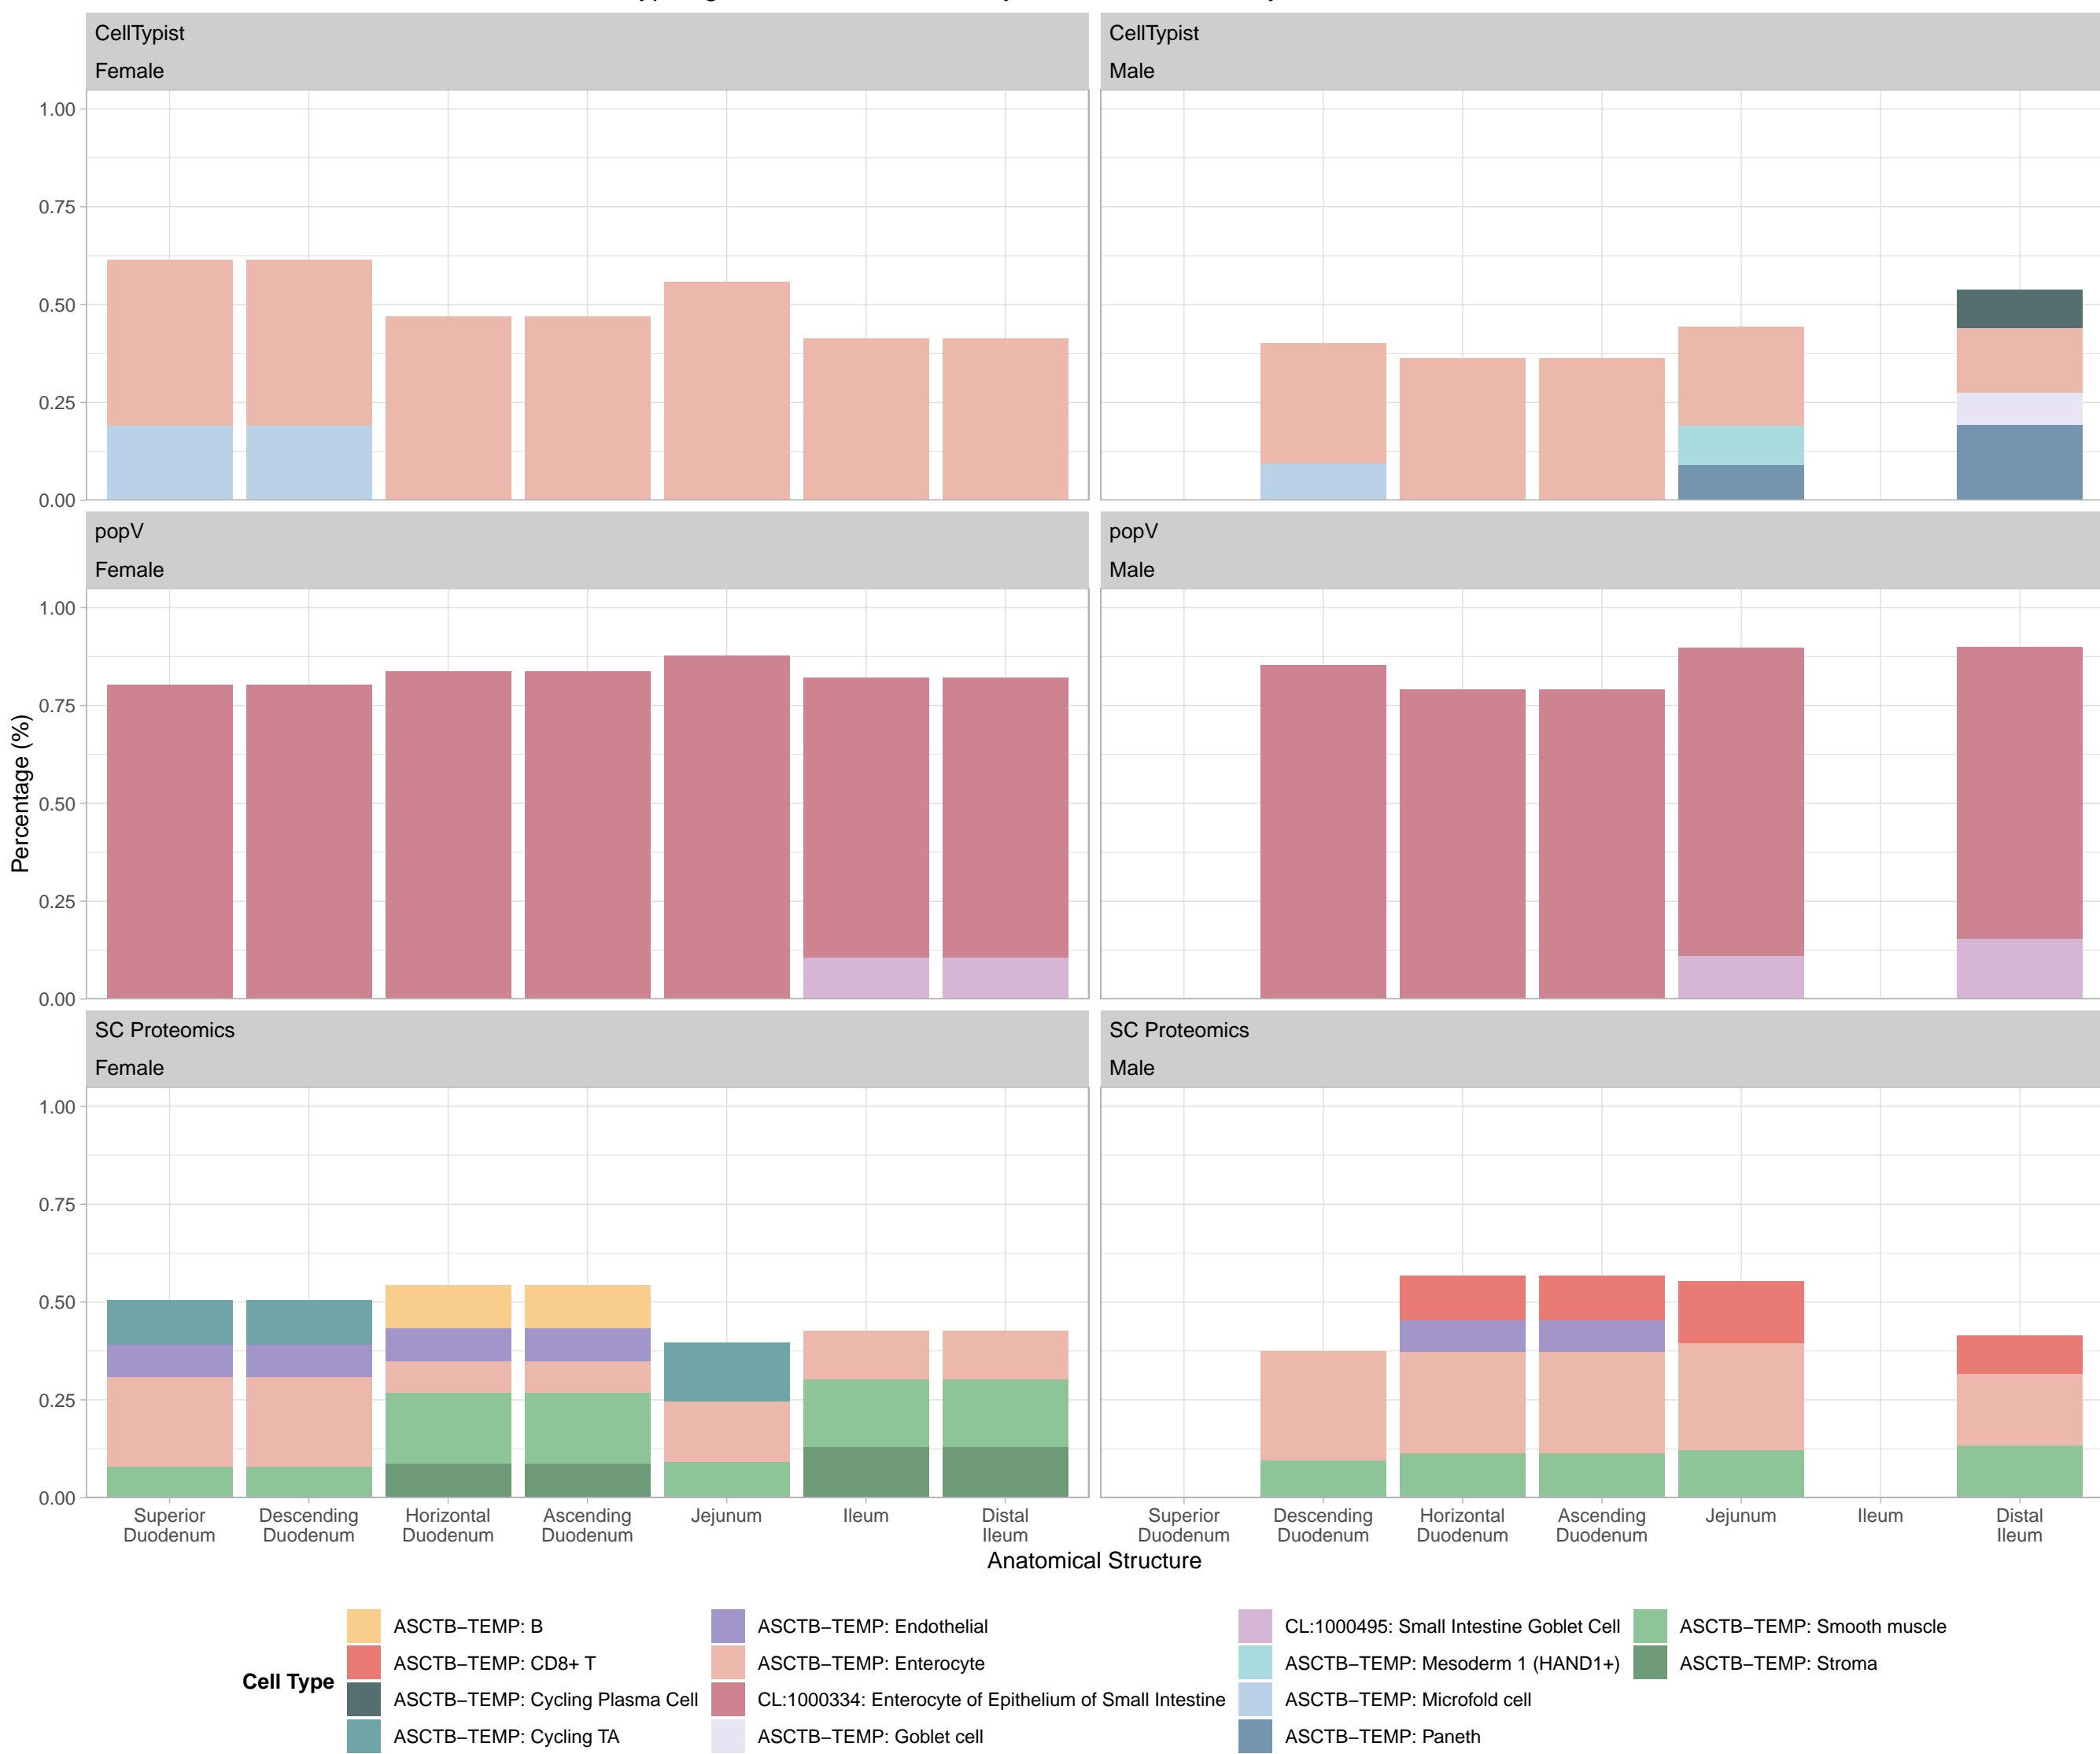 CellTypist
Female
CellTypist
Male
1.00
0.75
0.50
0.25
0.00
popV
Female
popV
Male
1.00
0.75
0.50
0.25
0.00
Percentage (%)
SC Proteomics
Female
SC Proteomics
Male
1.00
0.75
0.50
0.25
0.00
Superior
Duodenum
Descending
Duodenum
Horizontal
Duodenum
Ascending
Duodenum
Jejunum
Ileum
Distal
Ileum
Superior
Duodenum
Descending
Duodenum
Horizontal
Duodenum
Ascending
Duodenum
Jejunum
Ileum
Distal
Ileum
Anatomical Structure
Cell Type
ASCTB−TEMP: B
ASCTB−TEMP: CD8+ T
ASCTB−TEMP: Cycling Plasma Cell
ASCTB−TEMP: Cycling TA
ASCTB−TEMP: Endothelial
ASCTB−TEMP: Enterocyte
CL:1000334: Enterocyte of Epithelium of Small Intestine
ASCTB−TEMP: Goblet cell
CL:1000495: Small Intestine Goblet Cell
ASCTB−TEMP: Mesoderm 1 (HAND1+)
ASCTB−TEMP: Microfold cell
ASCTB−TEMP: Paneth
ASCTB−TEMP: Smooth muscle
ASCTB−TEMP: Stroma